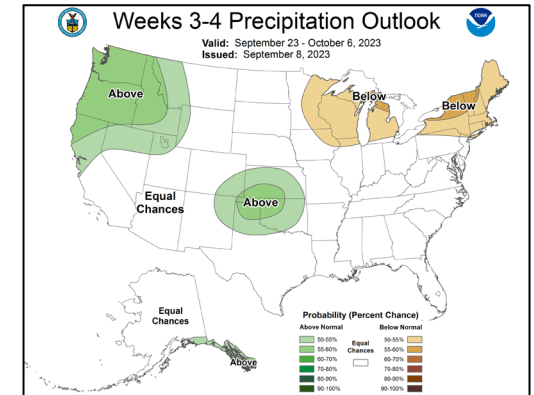 Weeks 3-4 Precipitation Outlook
Valid: September 23 - October 6, 2023
Issued: September 8, 2023
NOAA
Above
Below
Below
Equal
Chances
Above
Equal
Chances
Above
Probability (Percent Chance)
Above Normal
Below Normal
Equal
Chances
50-55%
55-60%
60-70%
70-80%
80-90%
90-100%
50-55%
55-60%
60-70%
70-80%
80-90%
90-100%